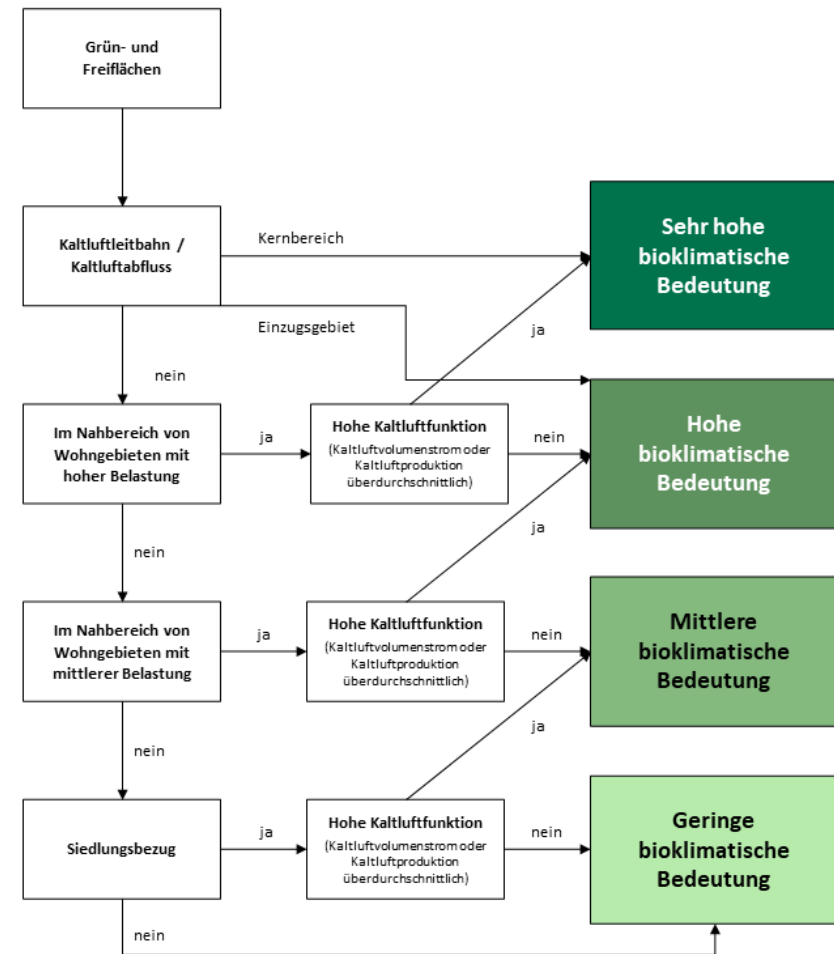 Grün- und
Freiflächen
Kaltluftleitbahn /
Kaltluftabfluss
Kernbereich
Sehr hohe
bioklimatische
Bedeutung
Einzugsgebiet
ja
nein
Im Nahbereich von
Wohngebieten mit
hoher Belastung
ja
Hohe Kaltluftfunktion
(Kaltluftvolumenstrom oder
Kaltluftproduktion
überdurchschnittlich)
nein
Hohe
bioklimatische
Bedeutung
ja
nein
Im Nahbereich von
Wohngebieten mit
mittlerer Belastung
ja
Hohe Kaltluftfunktion
(Kaltluftvolumenstrom oder
Kaltluftproduktion
überdurchschnittlich)
nein
Mittlere
bioklimatische
Bedeutung
ja
nein
Siedlungsbezug
ja
Hohe Kaltluftfunktion
(Kaltluftvolumenstrom oder
Kaltluftproduktion
überdurchschnittlich)
nein
Geringe
bioklimatische
Bedeutung
nein